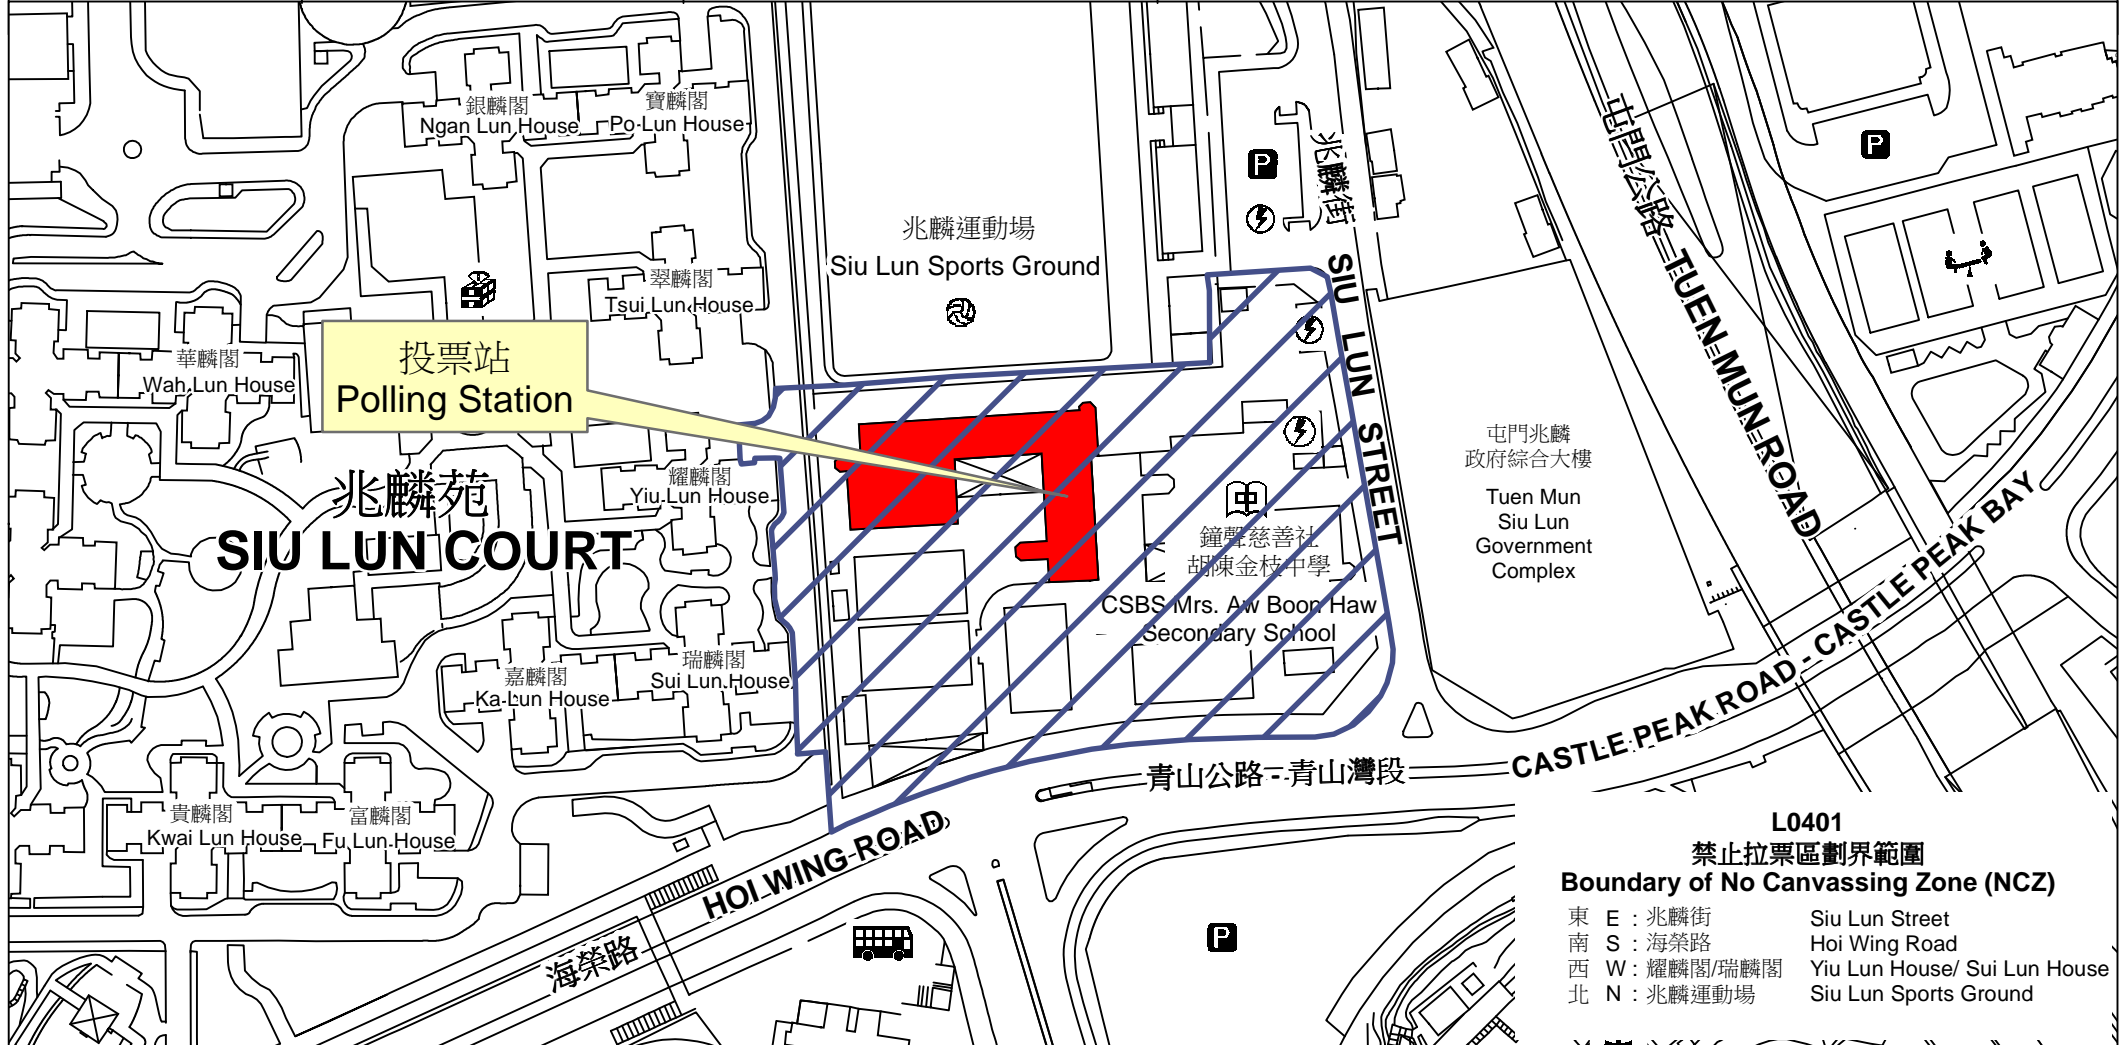 銀麟閣
Ngan Lun House
寶麟閣
Po Lun House
兆麟街
屯門公路
TUEN MUN ROAD
P
P
兆麟運動場
Siu Lun Sports Ground
翠麟閣
Tsui Lun House
SIU LUN STREET
華麟閣
Wah Lun House
投票站
Polling Station
屯門兆麟
政府綜合大樓
Tuen Mun
Siu Lun
Government
Complex
兆麟苑
SIU LUN COURT
耀麟閣
Yiu Lun House
鐘聲慈善社
胡陳金枝中學
CSBS Mrs. Aw Boon Haw
Secondary School
嘉麟閣
Ka Lun House
瑞麟閣
Sui Lun House
CASTLE PEAK ROAD - CASTLE PEAK BAY
青山公路 - 青山灣段
貴麟閣
Kwai Lun House
富麟閣
Fu Lun House
HOI WING ROAD
海榮路
P
L0401
禁止拉票區劃界範圍
Boundary of No Canvassing Zone (NCZ)
東 E : 兆麟街 Siu Lun Street
南 S : 海榮路 Hoi Wing Road
西 W : 耀麟閣/瑞麟閣 Yiu Lun House/ Sui Lun House
北 N : 兆麟運動場 Siu Lun Sports Ground